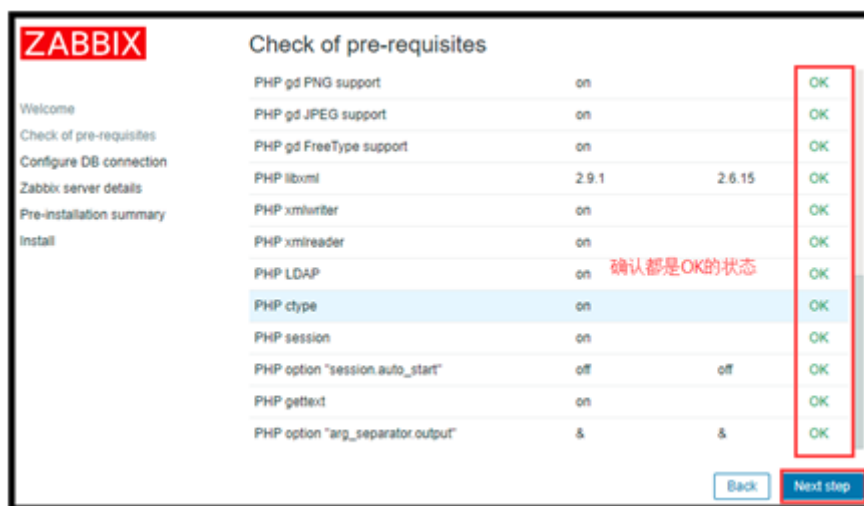 ZABBIX
Check of pre-requisites
Welcome
Check of pre-requisites
Configure DB connection
Zabbix server details
Pre-installation summary
Install
PHP gd PNG support on OK
PHP gd JPEG support on OK
PHP gd FreeType support on OK
PHP libxml 2.9.1 2.6.15 OK
PHP xmlwriter on OK
PHP xmlreader on OK
PHP LDAP on OK
确认都是OK的状态
PHP ctype on OK
PHP session on OK
PHP option "session.auto_start" off off OK
PHP gettext on OK
PHP option "arg_separator.output" & & OK
Back Next step